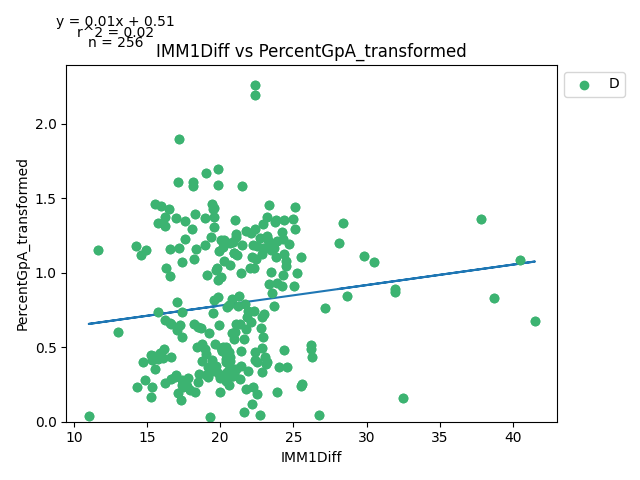 y = 0.01x + 0.51
r^2 = 0.02
n = 256
IMM1Diff vs PercentGpA_transformed
D
PercentGpA_transformed
2.0
1.5
1.0
0.5
0.0
10 15 20 25 30 35 40
IMM1Diff